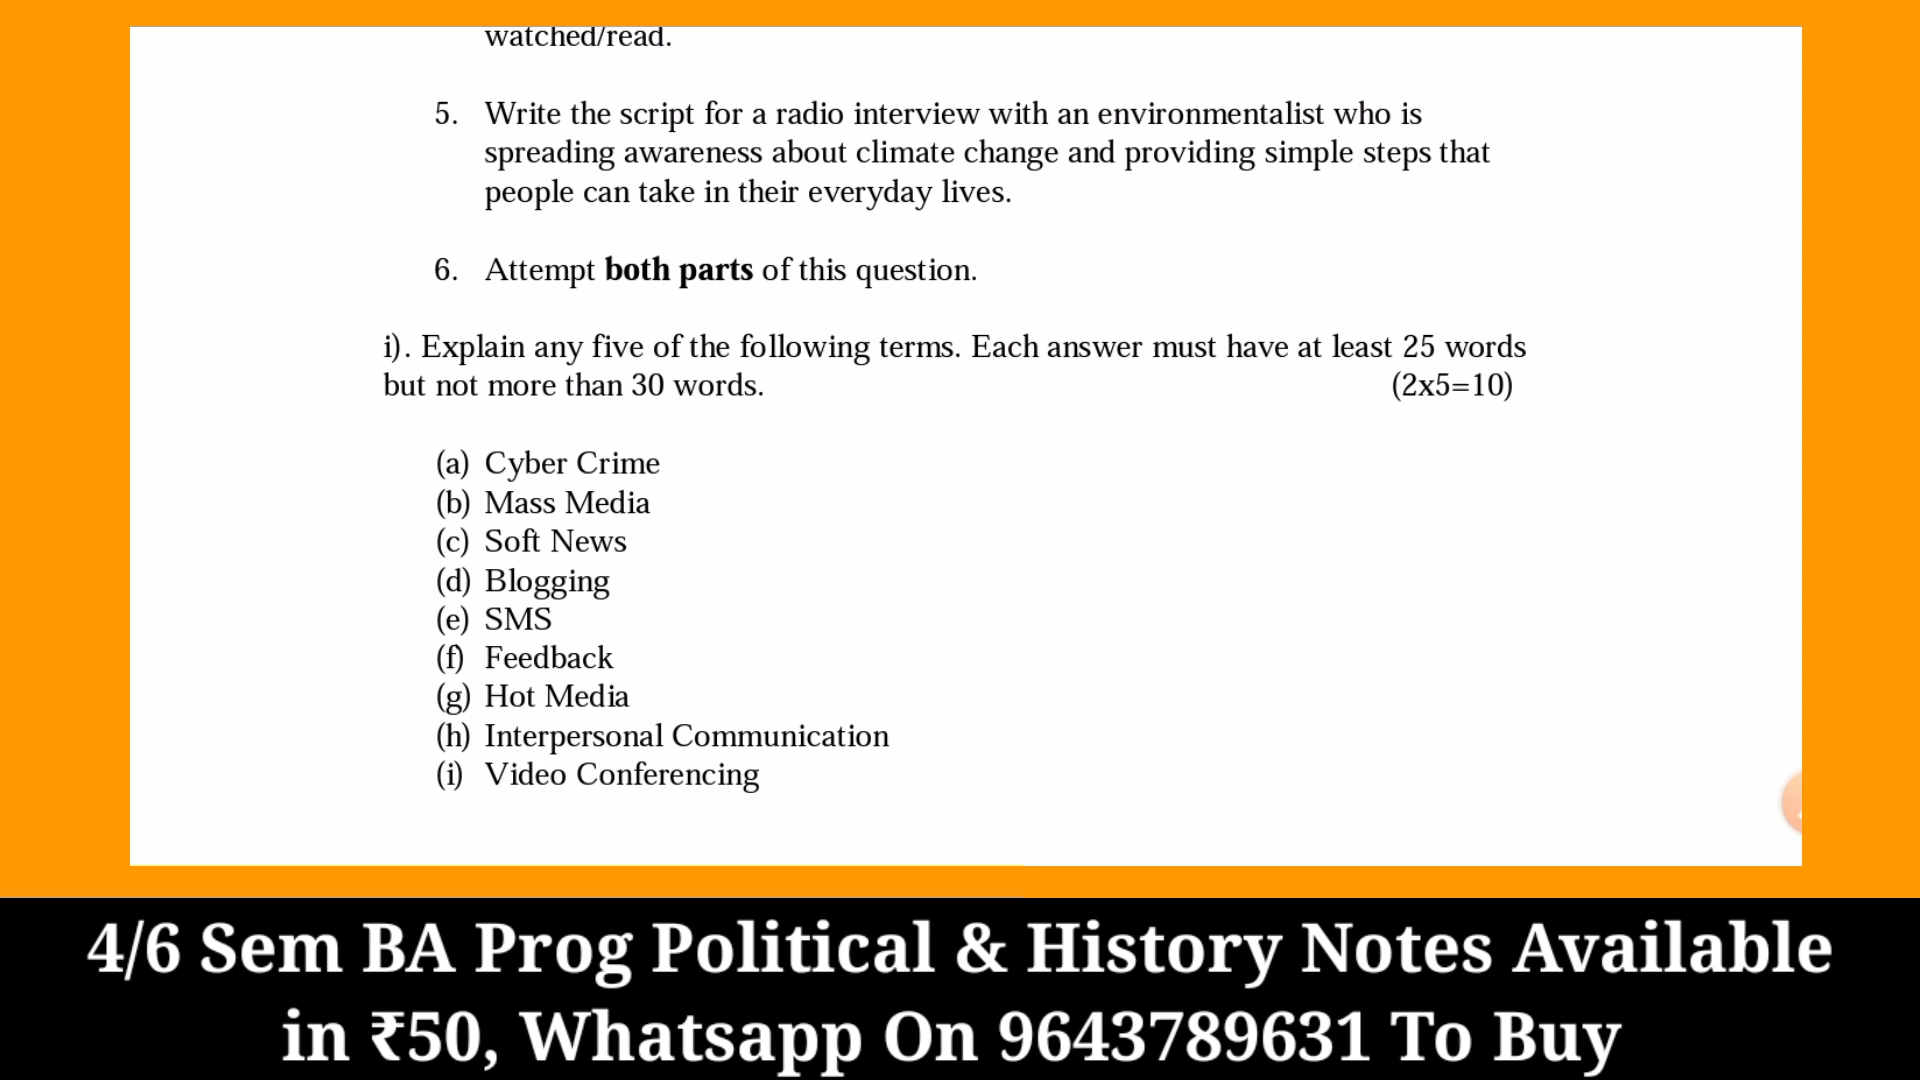 watched/read.
5. Write the script for a radio interview with an environmentalist who is
spreading awareness about climate change and providing simple steps that
people can take in their everyday lives.
6. Attempt both parts of this question.
i). Explain any five of the following terms. Each answer must have at least 25 words
but not more than 30 words. (2x5=10)
(a) Cyber Crime
(b) Mass Media
(c) Soft News
(d) Blogging
(e) SMS
(f) Feedback
(g) Hot Media
(h) Interpersonal Communication
(i) Video Conferencing
4/6 Sem BA Prog Political & History Notes Available
in ₹50, Whatsapp On 9643789631 To Buy